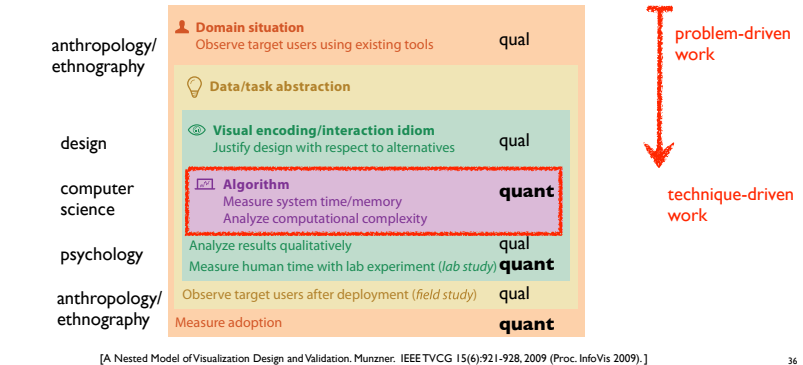 Domain situation
problem-driven
work
anthropology/
ethnography
Observe target users using existing tools
qual
Data/task abstraction
Visual encoding/interaction idiom
design
Justify design with respect to alternatives
qual
Algorithm
computer
science
Measure system time/memory
quant
technique-driven
work
Analyze computational complexity
psychology
Analyze results qualitatively
qual
Measure human time with lab experiment (lab study)
quant
anthropology/
ethnography
Observe target users after deployment (field study)
qual
Measure adoption
quant
[A Nested Model of Visualization Design and Validation. Munzner. IEEE TVCG 15(6):921-928, 2009 (Proc. InfoVis 2009). ]
36